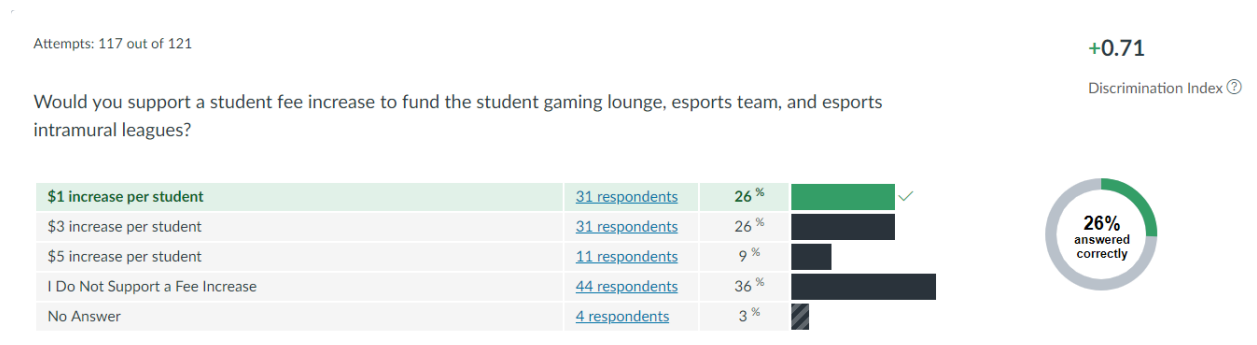 Attempts: 117 out of 121
+0.71
Discrimination Index ?
Would you support a student fee increase to fund the student gaming lounge, esports team, and esports
intramural leagues?
$1 increase per student 31 respondents 26 %
$3 increase per student 31 respondents 26 %
$5 increase per student 11 respondents 9 %
I Do Not Support a Fee Increase 44 respondents 36 %
No Answer 4 respondents 3 %
26%
answered
correctly